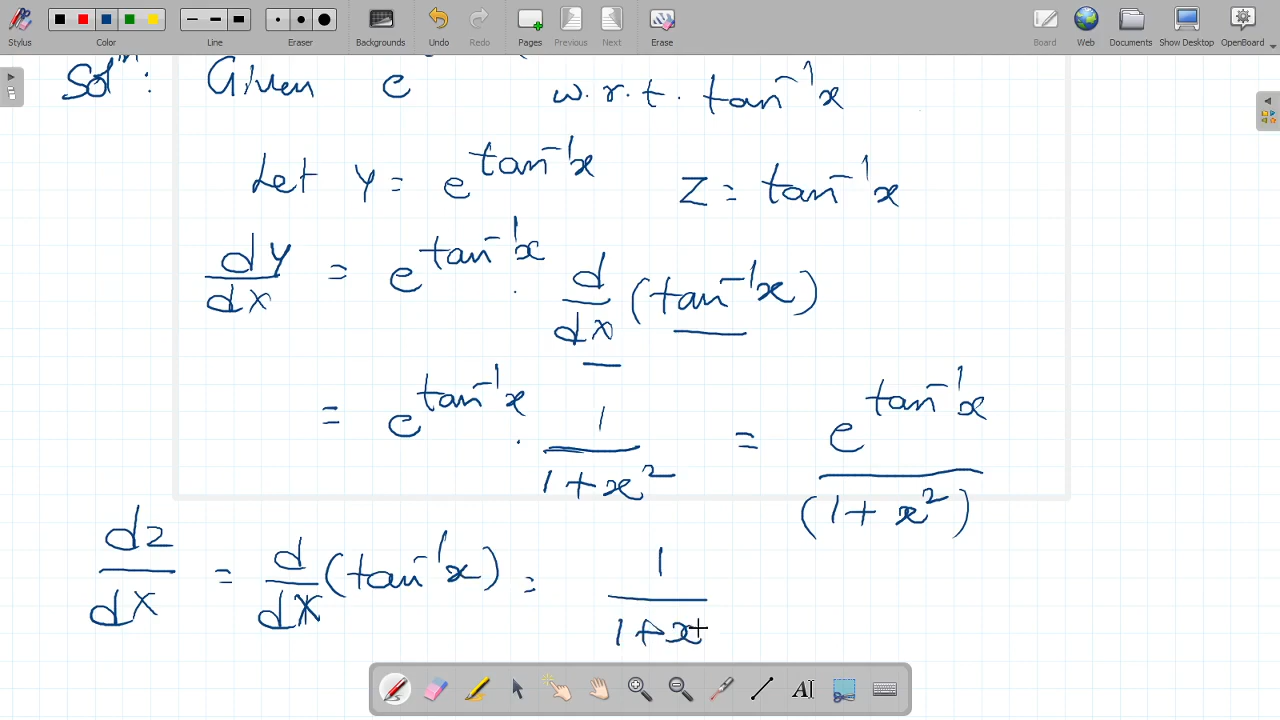 Stylus Color Line Eraser Backgrounds Undo Redo Pages Previous Next Erase Board Web Documents Show Desktop OpenBoard
Solⁿ: Given e w.r.t. tan⁻¹x
Let y = e^(tan⁻¹x) z = tan⁻¹x
dy/dx = e^(tan⁻¹x) . d/dx (tan⁻¹x)
= e^(tan⁻¹x) . 1/(1+x²) = e^(tan⁻¹x)/(1+x²)
dz/dx = d/dx (tan⁻¹x) = 1/(1+x
AI